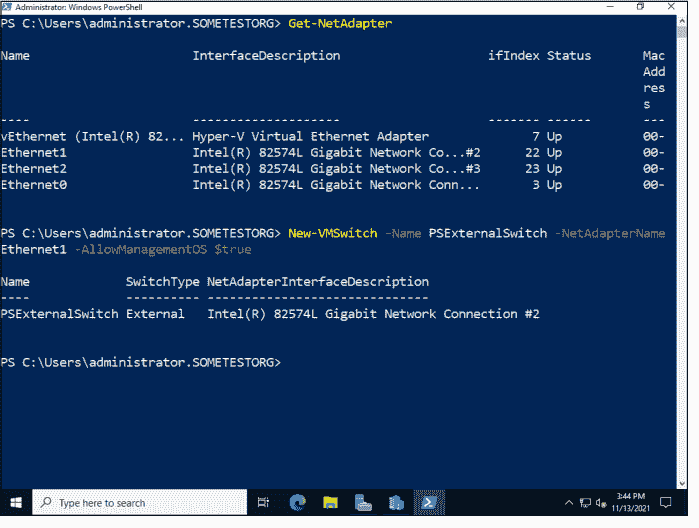 Administrator: Windows PowerShell
PS C:\Users\administrator.SOMETESTORG> Get-NetAdapter
Name InterfaceDescription ifIndex Status Mac
Add
res
s
---- -------------------- ------- ------ ---
vEthernet (Intel(R) 82... Hyper-V Virtual Ethernet Adapter 7 Up 00-
Ethernet1 Intel(R) 82574L Gigabit Network Co...#2 22 Up 00-
Ethernet2 Intel(R) 82574L Gigabit Network Co...#3 23 Up 00-
Ethernet0 Intel(R) 82574L Gigabit Network Conn... 3 Up 00-
PS C:\Users\administrator.SOMETESTORG> New-VMSwitch -Name PSExternalSwitch -NetAdapterName
Ethernet1 -AllowManagementOS $true
Name SwitchType NetAdapterInterfaceDescription
---- ---------- ------------------------------
PSExternalSwitch External Intel(R) 82574L Gigabit Network Connection #2
PS C:\Users\administrator.SOMETESTORG>
Type here to search
3:44 PM
11/13/2021